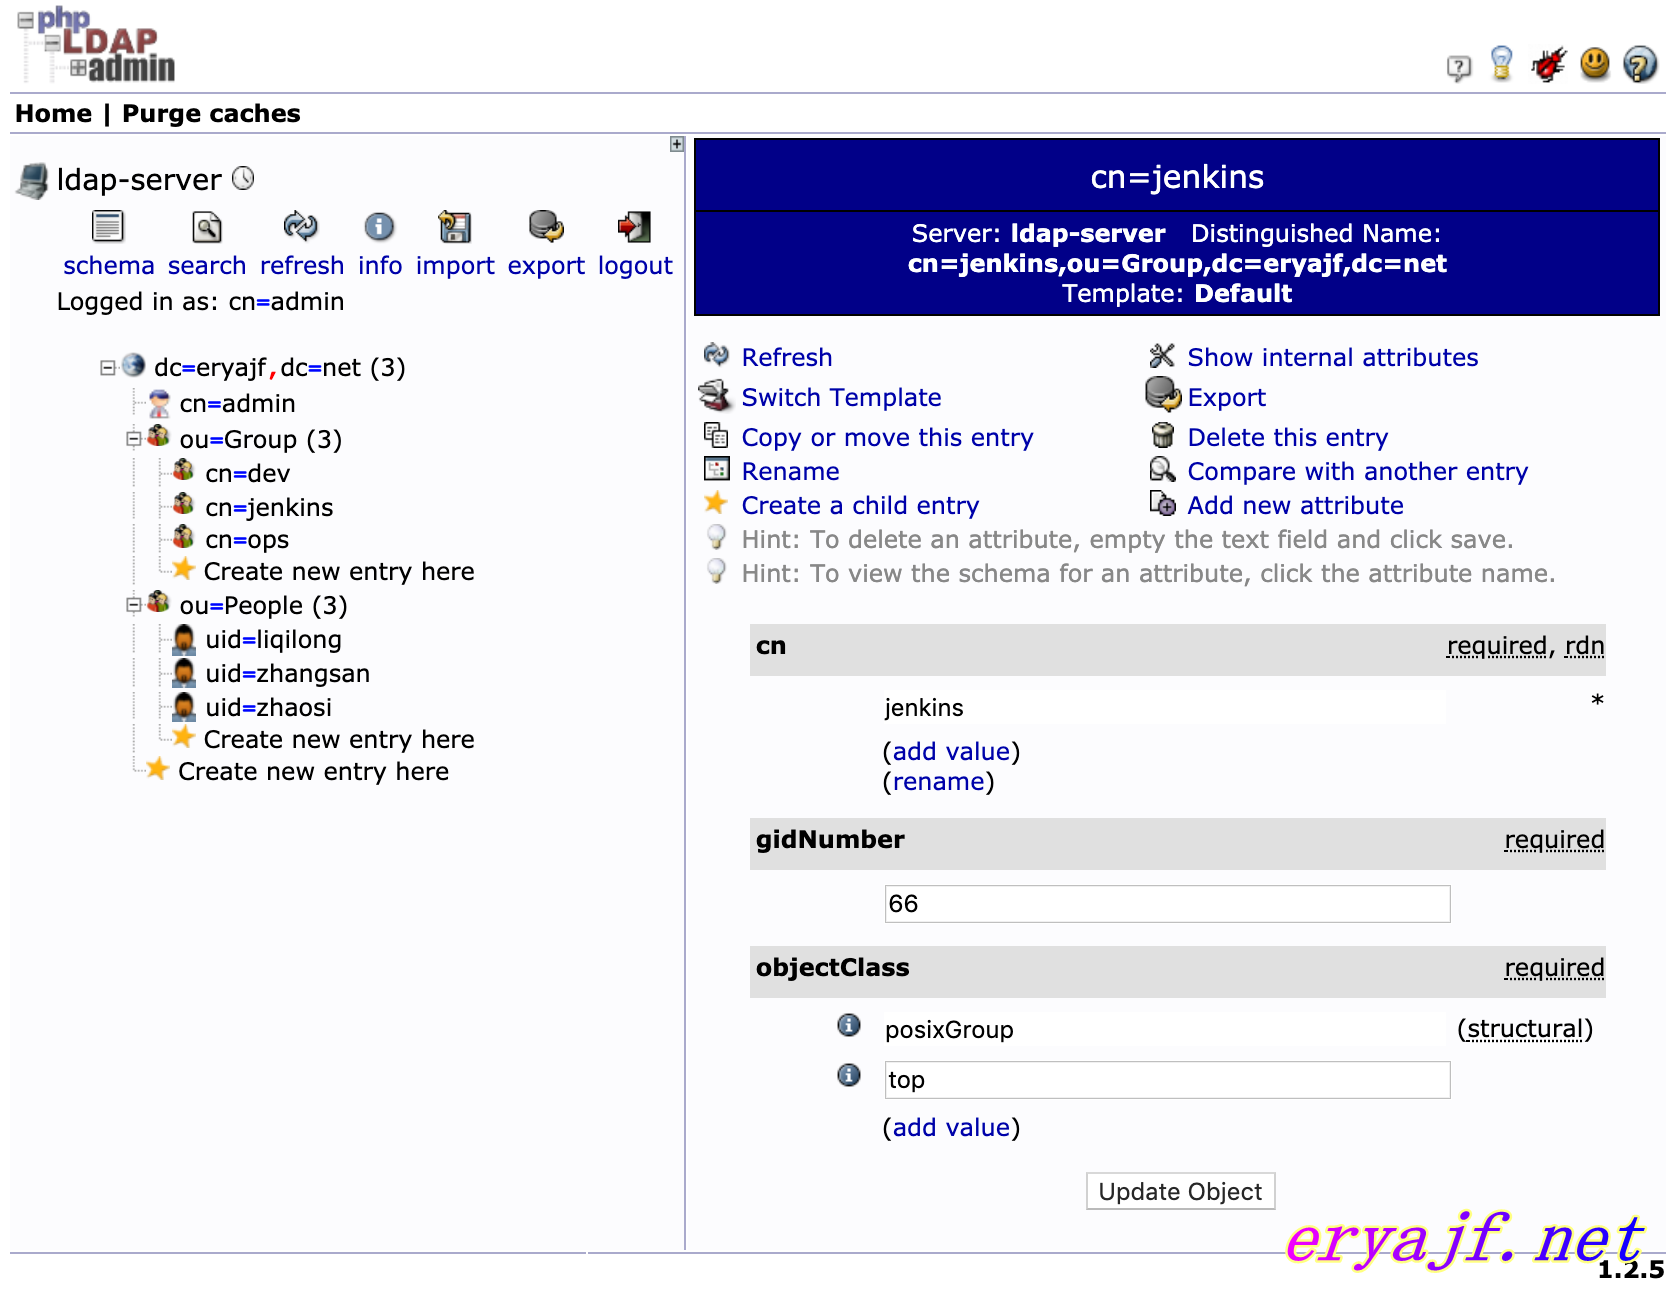 php
LDAP
admin
Home | Purge caches
ldap-server
schema search refresh info import export logout
Logged in as: cn=admin
dc=eryajf,dc=net (3)
cn=admin
ou=Group (3)
cn=dev
cn=jenkins
cn=ops
Create new entry here
ou=People (3)
uid=liqilong
uid=zhangsan
uid=zhaosi
Create new entry here
Create new entry here
cn=jenkins
Server: ldap-server Distinguished Name:
cn=jenkins,ou=Group,dc=eryajf,dc=net
Template: Default
Refresh Show internal attributes
Switch Template Export
Copy or move this entry Delete this entry
Rename Compare with another entry
Create a child entry Add new attribute
Hint: To delete an attribute, empty the text field and click save.
Hint: To view the schema for an attribute, click the attribute name.
cn required, rdn
jenkins *
(add value)
(rename)
gidNumber required
66
objectClass required
posixGroup (structural)
top
(add value)
Update Object
eryajf.net
1.2.5